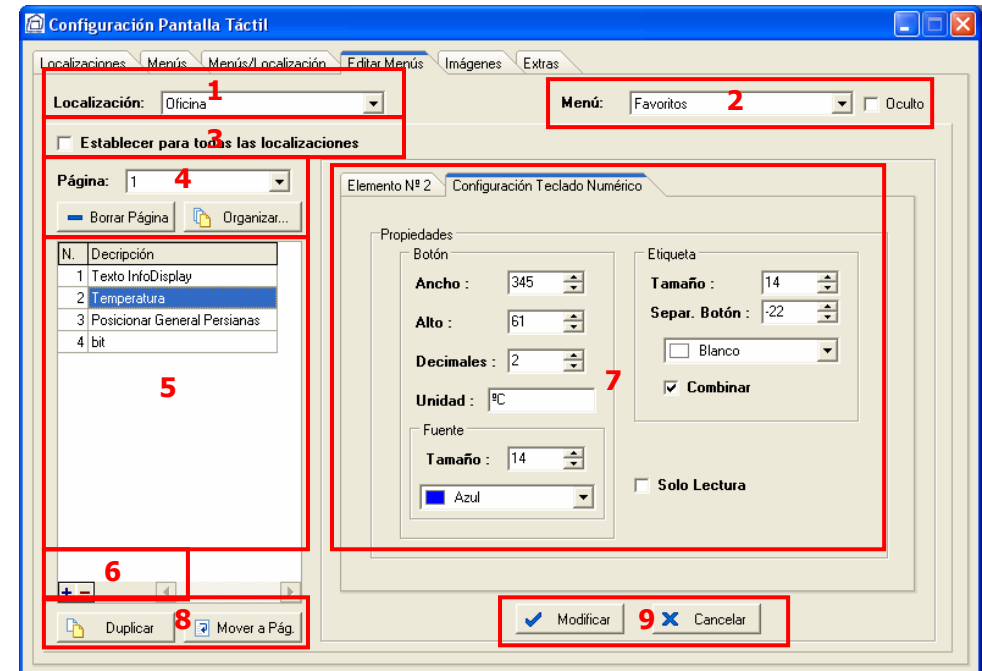 Configuración Pantalla Táctil
Localizaciones Menús Menús/Localización Editar Menús Imágenes Extras
1
Localización: Oficina
Menú: Favoritos 2 Oculto
3
Establecer para todas las localizaciones
Página: 1 4
Borrar Página Organizar...
N. Decripción
1 Texto InfoDisplay
2 Temperatura
3 Posicionar General Persianas
4 bit
5
6
+ −
8
Duplicar Mover a Pág.
Elemento Nº 2 Configuración Teclado Numérico
Propiedades
Botón
Ancho : 345
Alto : 61
Decimales : 2
Unidad : ºC
Fuente
Tamaño : 14
Azul
7
Etiqueta
Tamaño : 14
Separ. Botón : -22
Blanco
Combinar
Solo Lectura
Modificar 9 Cancelar